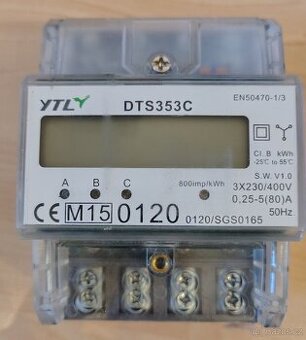 YTL DTS353C EN50470-1/3
Cl. B kWh
-25°C to 55°C
S.W. V1.0
A B C 800imp/kWh 3X230/400V
0.25-5(80)A
CE M15 0120 0120/SGS0165 50Hz